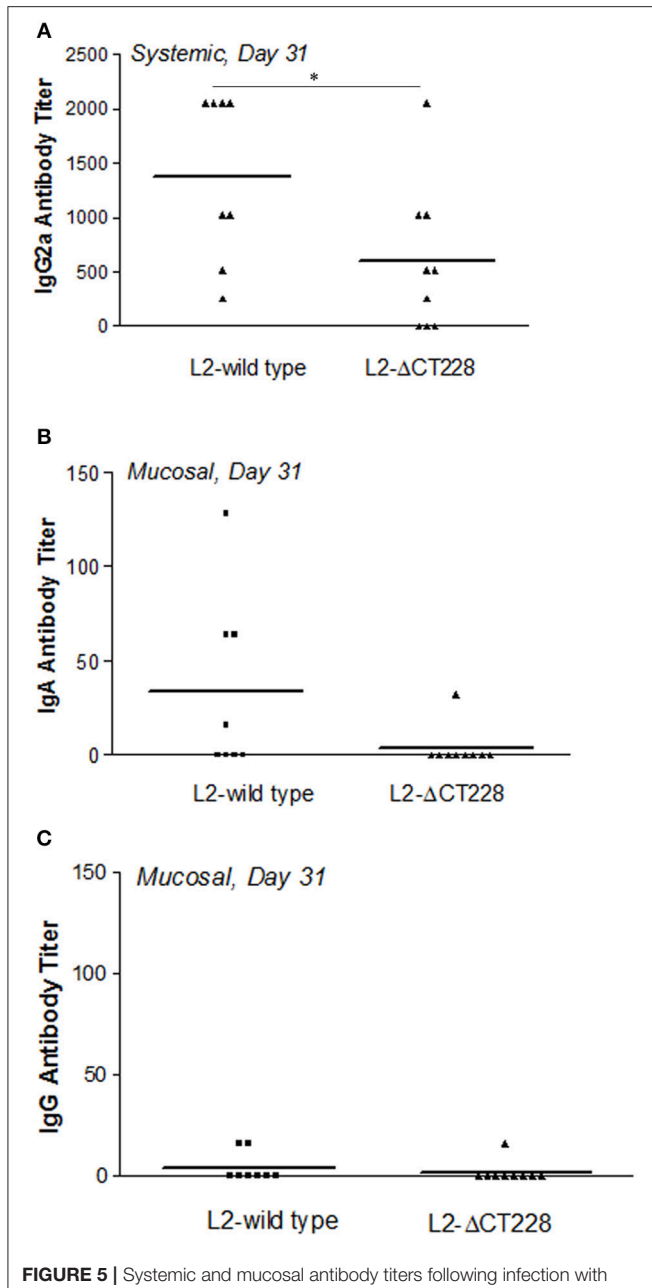 A
Systemic, Day 31
*
2500
2000
1500
1000
500
0
IgG2a Antibody Titer
L2-wild type L2-ΔCT228
B
Mucosal, Day 31
150
100
50
0
IgA Antibody Titer
L2-wild type L2-ΔCT228
C
Mucosal, Day 31
150
100
50
0
IgG Antibody Titer
L2-wild type L2-ΔCT228
FIGURE 5 | Systemic and mucosal antibody titers following infection with